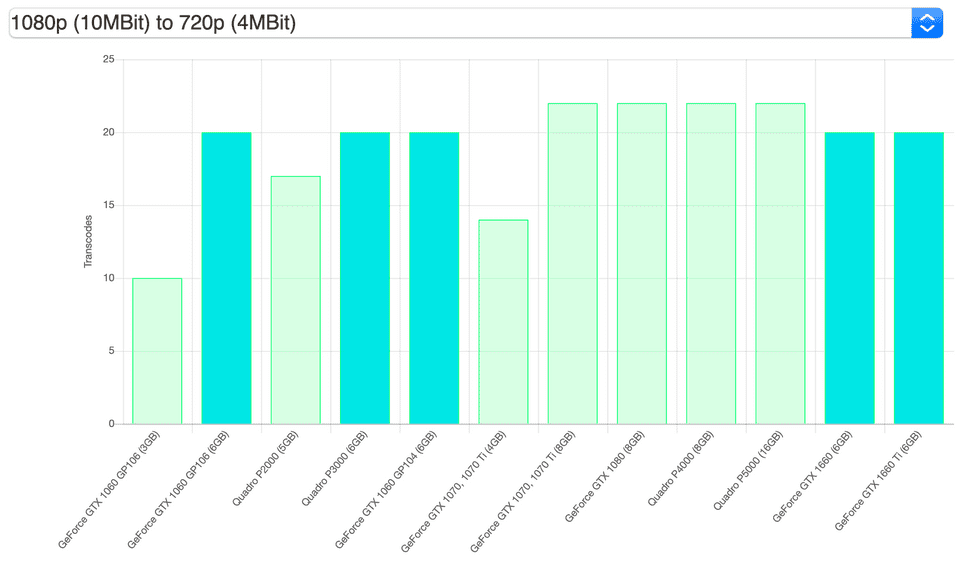 1080p (10MBit) to 720p (4MBit)
25
20
15
10
5
0
Transcodes
GeForce GTX 1060 GP106 (3GB)
GeForce GTX 1060 GP106 (6GB)
Quadro P2000 (5GB)
Quadro P3000 (6GB)
GeForce GTX 1060 GP104 (6GB)
GeForce GTX 1070, 1070 Ti (4GB)
GeForce GTX 1070, 1070 Ti (8GB)
GeForce GTX 1080 (8GB)
Quadro P4000 (8GB)
Quadro P5000 (16GB)
GeForce GTX 1660 (6GB)
GeForce GTX 1660 Ti (6GB)